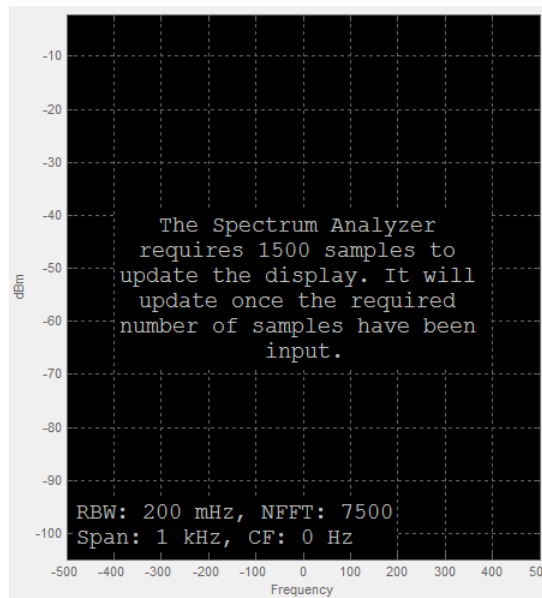 -10
-20
-30
-40
-50
-60
-70
-80
-90
-100
dBm
The Spectrum Analyzer
requires 1500 samples to
update the display. It will
update once the required
number of samples have been
input.
RBW: 200 mHz, NFFT: 7500
Span: 1 kHz, CF: 0 Hz
-500 -400 -300 -200 -100 0 100 200 300 400 500
Frequency